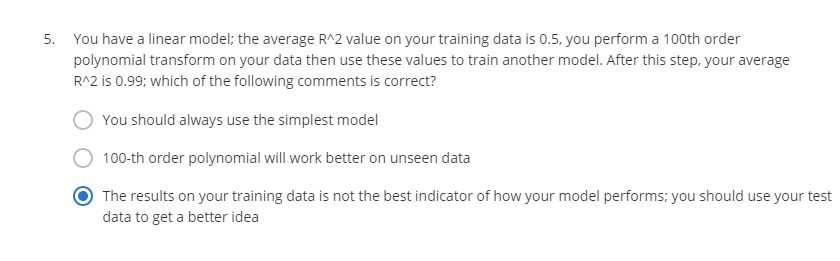 5. You have a linear model; the average R^2 value on your training data is 0.5, you perform a 100th order
polynomial transform on your data then use these values to train another model. After this step, your average
R^2 is 0.99; which of the following comments is correct?
You should always use the simplest model
100-th order polynomial will work better on unseen data
The results on your training data is not the best indicator of how your model performs; you should use your test
data to get a better idea